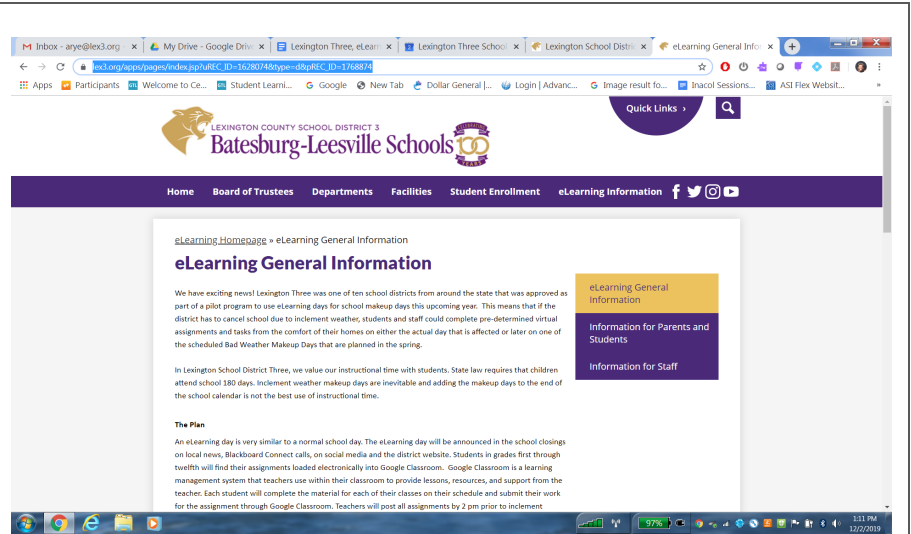 Inbox - arye@lex3.org
My Drive - Google Drive
Lexington Three, eLearn
Lexington Three School
Lexington School Distri
eLearning General Infor
lex3.org/apps/pages/index.jsp?uREC_ID=1628074&type=d&pREC_ID=1768874
Apps Participants Welcome to Ce... Student Learni... Google New Tab Dollar General |... Login | Advanc... Image result fo... Inacol Sessions... ASI Flex Websit... »
Quick Links ›
LEXINGTON COUNTY SCHOOL DISTRICT 3
Batesburg-Leesville Schools
100
YEARS
Home Board of Trustees Departments Facilities Student Enrollment eLearning Information
eLearning Homepage » eLearning General Information
eLearning General Information
We have exciting news! Lexington Three was one of ten school districts from around the state that was approved as
part of a pilot program to use eLearning days for school makeup days this upcoming year. This means that if the
district has to cancel school due to inclement weather, students and staff could complete pre-determined virtual
assignments and tasks from the comfort of their homes on either the actual day that is affected or later on one of
the scheduled Bad Weather Makeup Days that are planned in the spring.
In Lexington School District Three, we value our instructional time with students. State law requires that children
attend school 180 days. Inclement weather makeup days are inevitable and adding the makeup days to the end of
the school calendar is not the best use of instructional time.
The Plan
An eLearning day is very similar to a normal school day. The eLearning day will be announced in the school closings
on local news, Blackboard Connect calls, on social media and the district website. Students in grades first through
twelfth will find their assignments loaded electronically into Google Classroom. Google Classroom is a learning
management system that teachers use within their classroom to provide lessons, resources, and support from the
teacher. Each student will complete the material for each of their classes on their schedule and submit their work
for the assignment through Google Classroom. Teachers will post all assignments by 2 pm prior to inclement
eLearning General
Information
Information for Parents and
Students
Information for Staff
97%
1:11 PM
12/2/2019